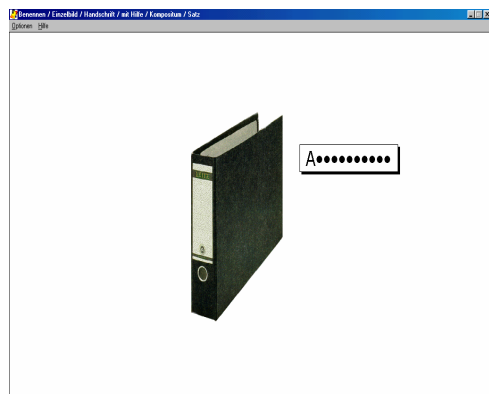 Benennen / Einzelbild / Handschrift / mit Hilfe / Kompositum / Satz
Optionen Hilfe
A••••••••••